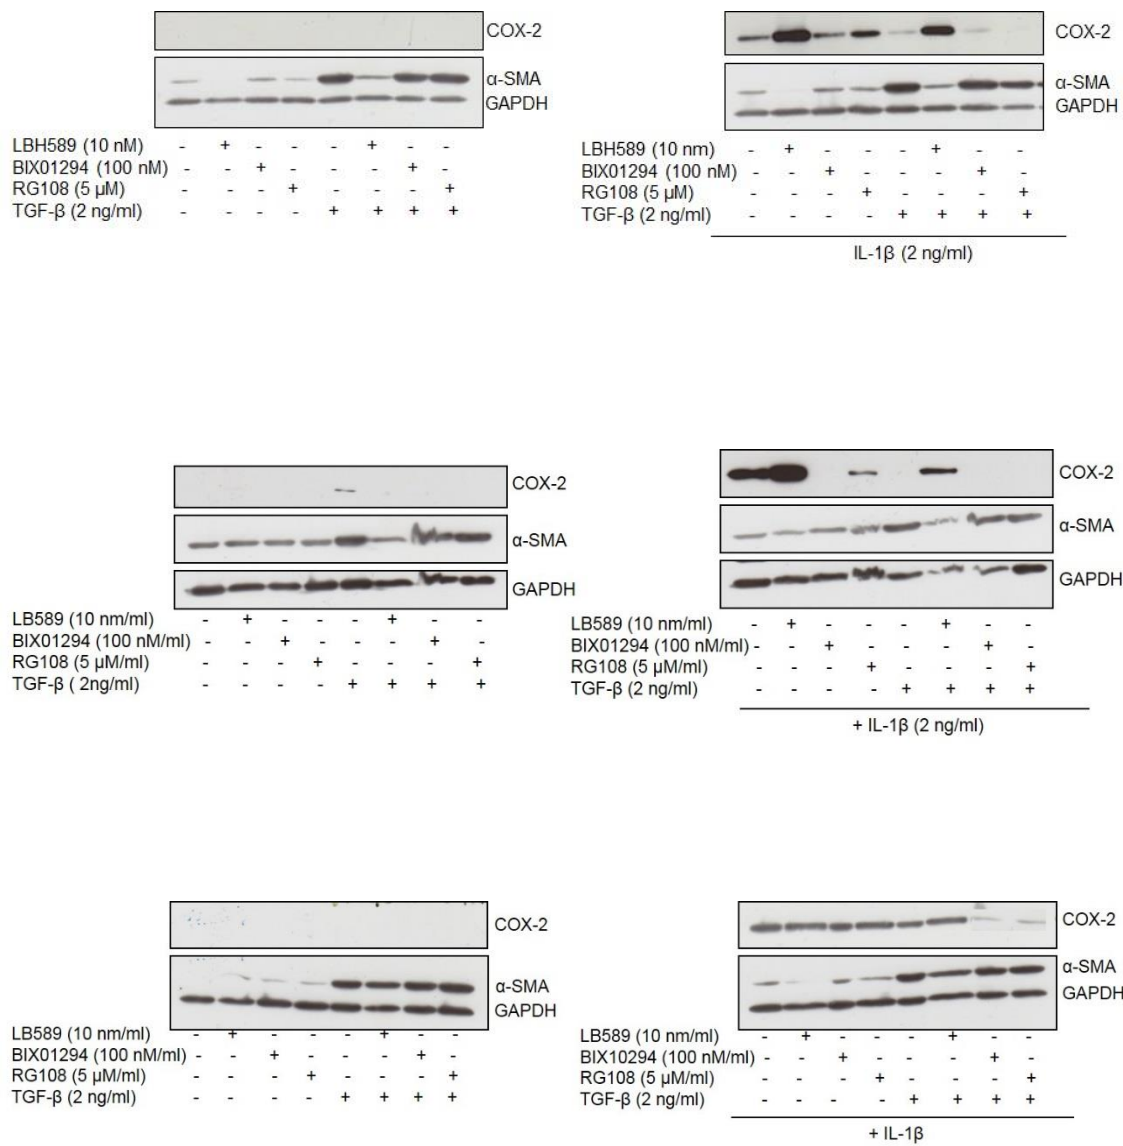 COX-2
α-SMA
GAPDH
LBH589 (10 nM) - + - - - + - -
BIX01294 (100 nM) - - + - - - + -
RG108 (5 µM) - - - + - - - +
TGF-β (2 ng/ml) - - - - + + + +
COX-2
α-SMA
GAPDH
LBH589 (10 nm) - + - - - + - -
BIX01294 (100 nM) - - + - - - + -
RG108 (5 µM) - - - + - - - +
TGF-β (2 ng/ml) - - - - + + + +
IL-1β (2 ng/ml)
COX-2
α-SMA
GAPDH
LB589 (10 nm/ml) - + - - - + - -
BIX01294 (100 nM/ml) - - + - - - + -
RG108 (5 µM/ml) - - - + - - - +
TGF-β ( 2ng/ml) - - - - + + + +
COX-2
α-SMA
GAPDH
LB589 (10 nm/ml) - + - - - + - -
BIX01294 (100 nM/ml) - - + - - - + -
RG108 (5 µM/ml) - - - + - - - +
TGF-β (2 ng/ml) - - - - + + + +
+ IL-1β (2 ng/ml)
COX-2
α-SMA
GAPDH
LB589 (10 nm/ml) - + - - - + - -
BIX01294 (100 nM/ml) - - + - - - + -
RG108 (5 µM/ml) - - - + - - - +
TGF-β (2 ng/ml) - - - - + + + +
COX-2
α-SMA
GAPDH
LB589 (10 nm/ml) - + - - - + - -
BIX10294 (100 nM/ml) - - + - - - + -
RG108 (5 µM/ml) - - - + - - - +
TGF-β (2 ng/ml) - - - - + + + +
+ IL-1β